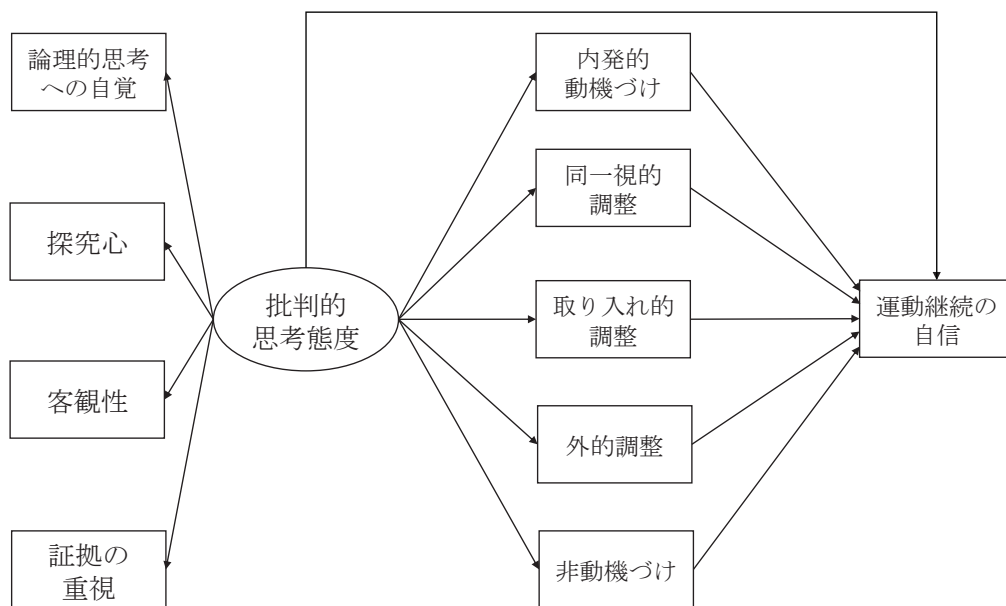 論理的思考
への自覚
探究心
客観性
証拠の
重視
批判的
思考態度
内発的
動機づけ
同一視的
調整
取り入れ的
調整
外的調整
非動機づけ
運動継続の
自信